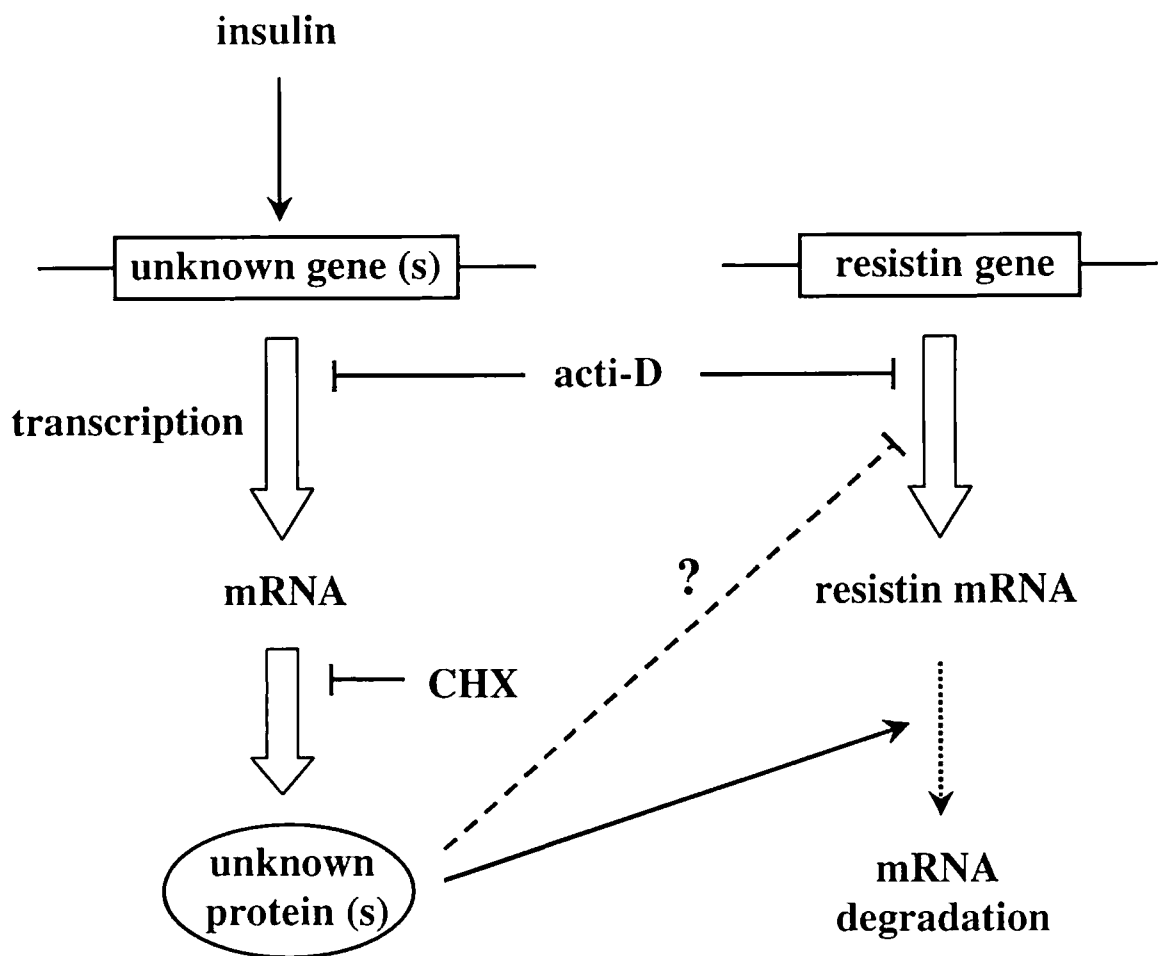 insulin
unknown gene (s)
resistin gene
acti-D
transcription
mRNA
?
resistin mRNA
CHX
unknown
protein (s)
mRNA
degradation